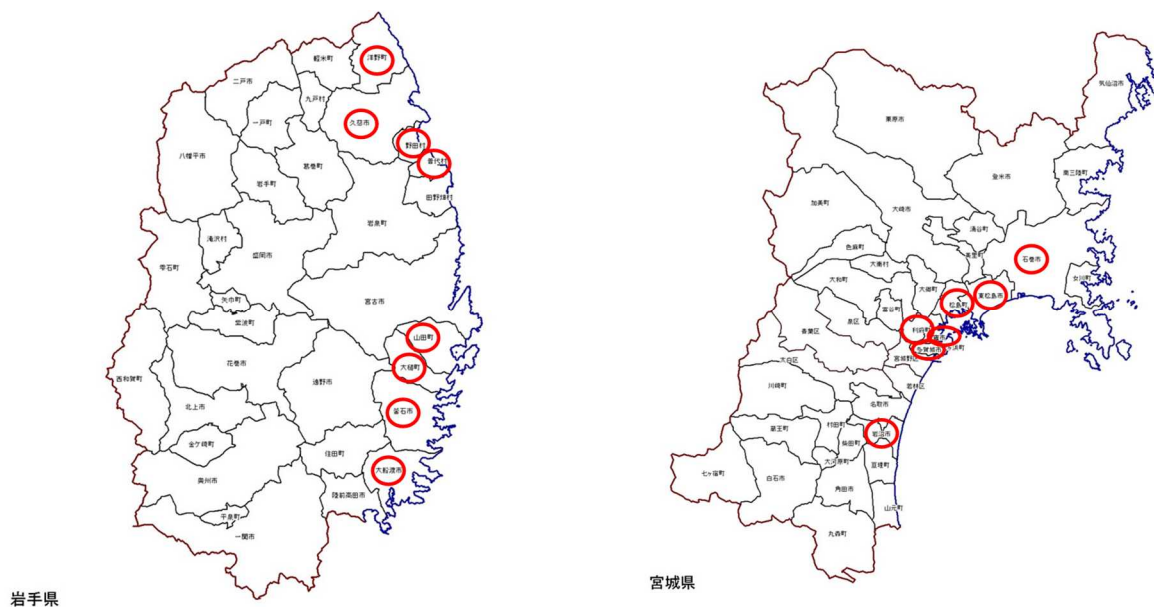 洋野町
軽米町
二戸市
九戸村
一戸町
久慈市
野田村
八幡平市
普代村
葛巻町
岩手町
田野畑村
岩泉町
滝沢村
盛岡市
雫石町
矢巾町
宮古市
紫波町
山田町
花巻市
大槌町
西和賀町
遠野市
北上市
釜石市
金ケ崎町
住田町
大船渡市
奥州市
陸前高田市
平泉町
一関市
岩手県
気仙沼市
栗原市
登米市
南三陸町
加美町
大崎市
涌谷町
色麻町
美里町
石巻市
大衡村
大和町
女川町
大郷町
東松島市
松島町
富谷町
泉区
利府町
青葉区
多賀城市
宮城野区
太白区
若林区
川崎町
名取市
村田町
蔵王町
岩沼市
柴田町
大河原町
亘理町
七ヶ宿町
白石市
角田市
山元町
丸森町
宮城県